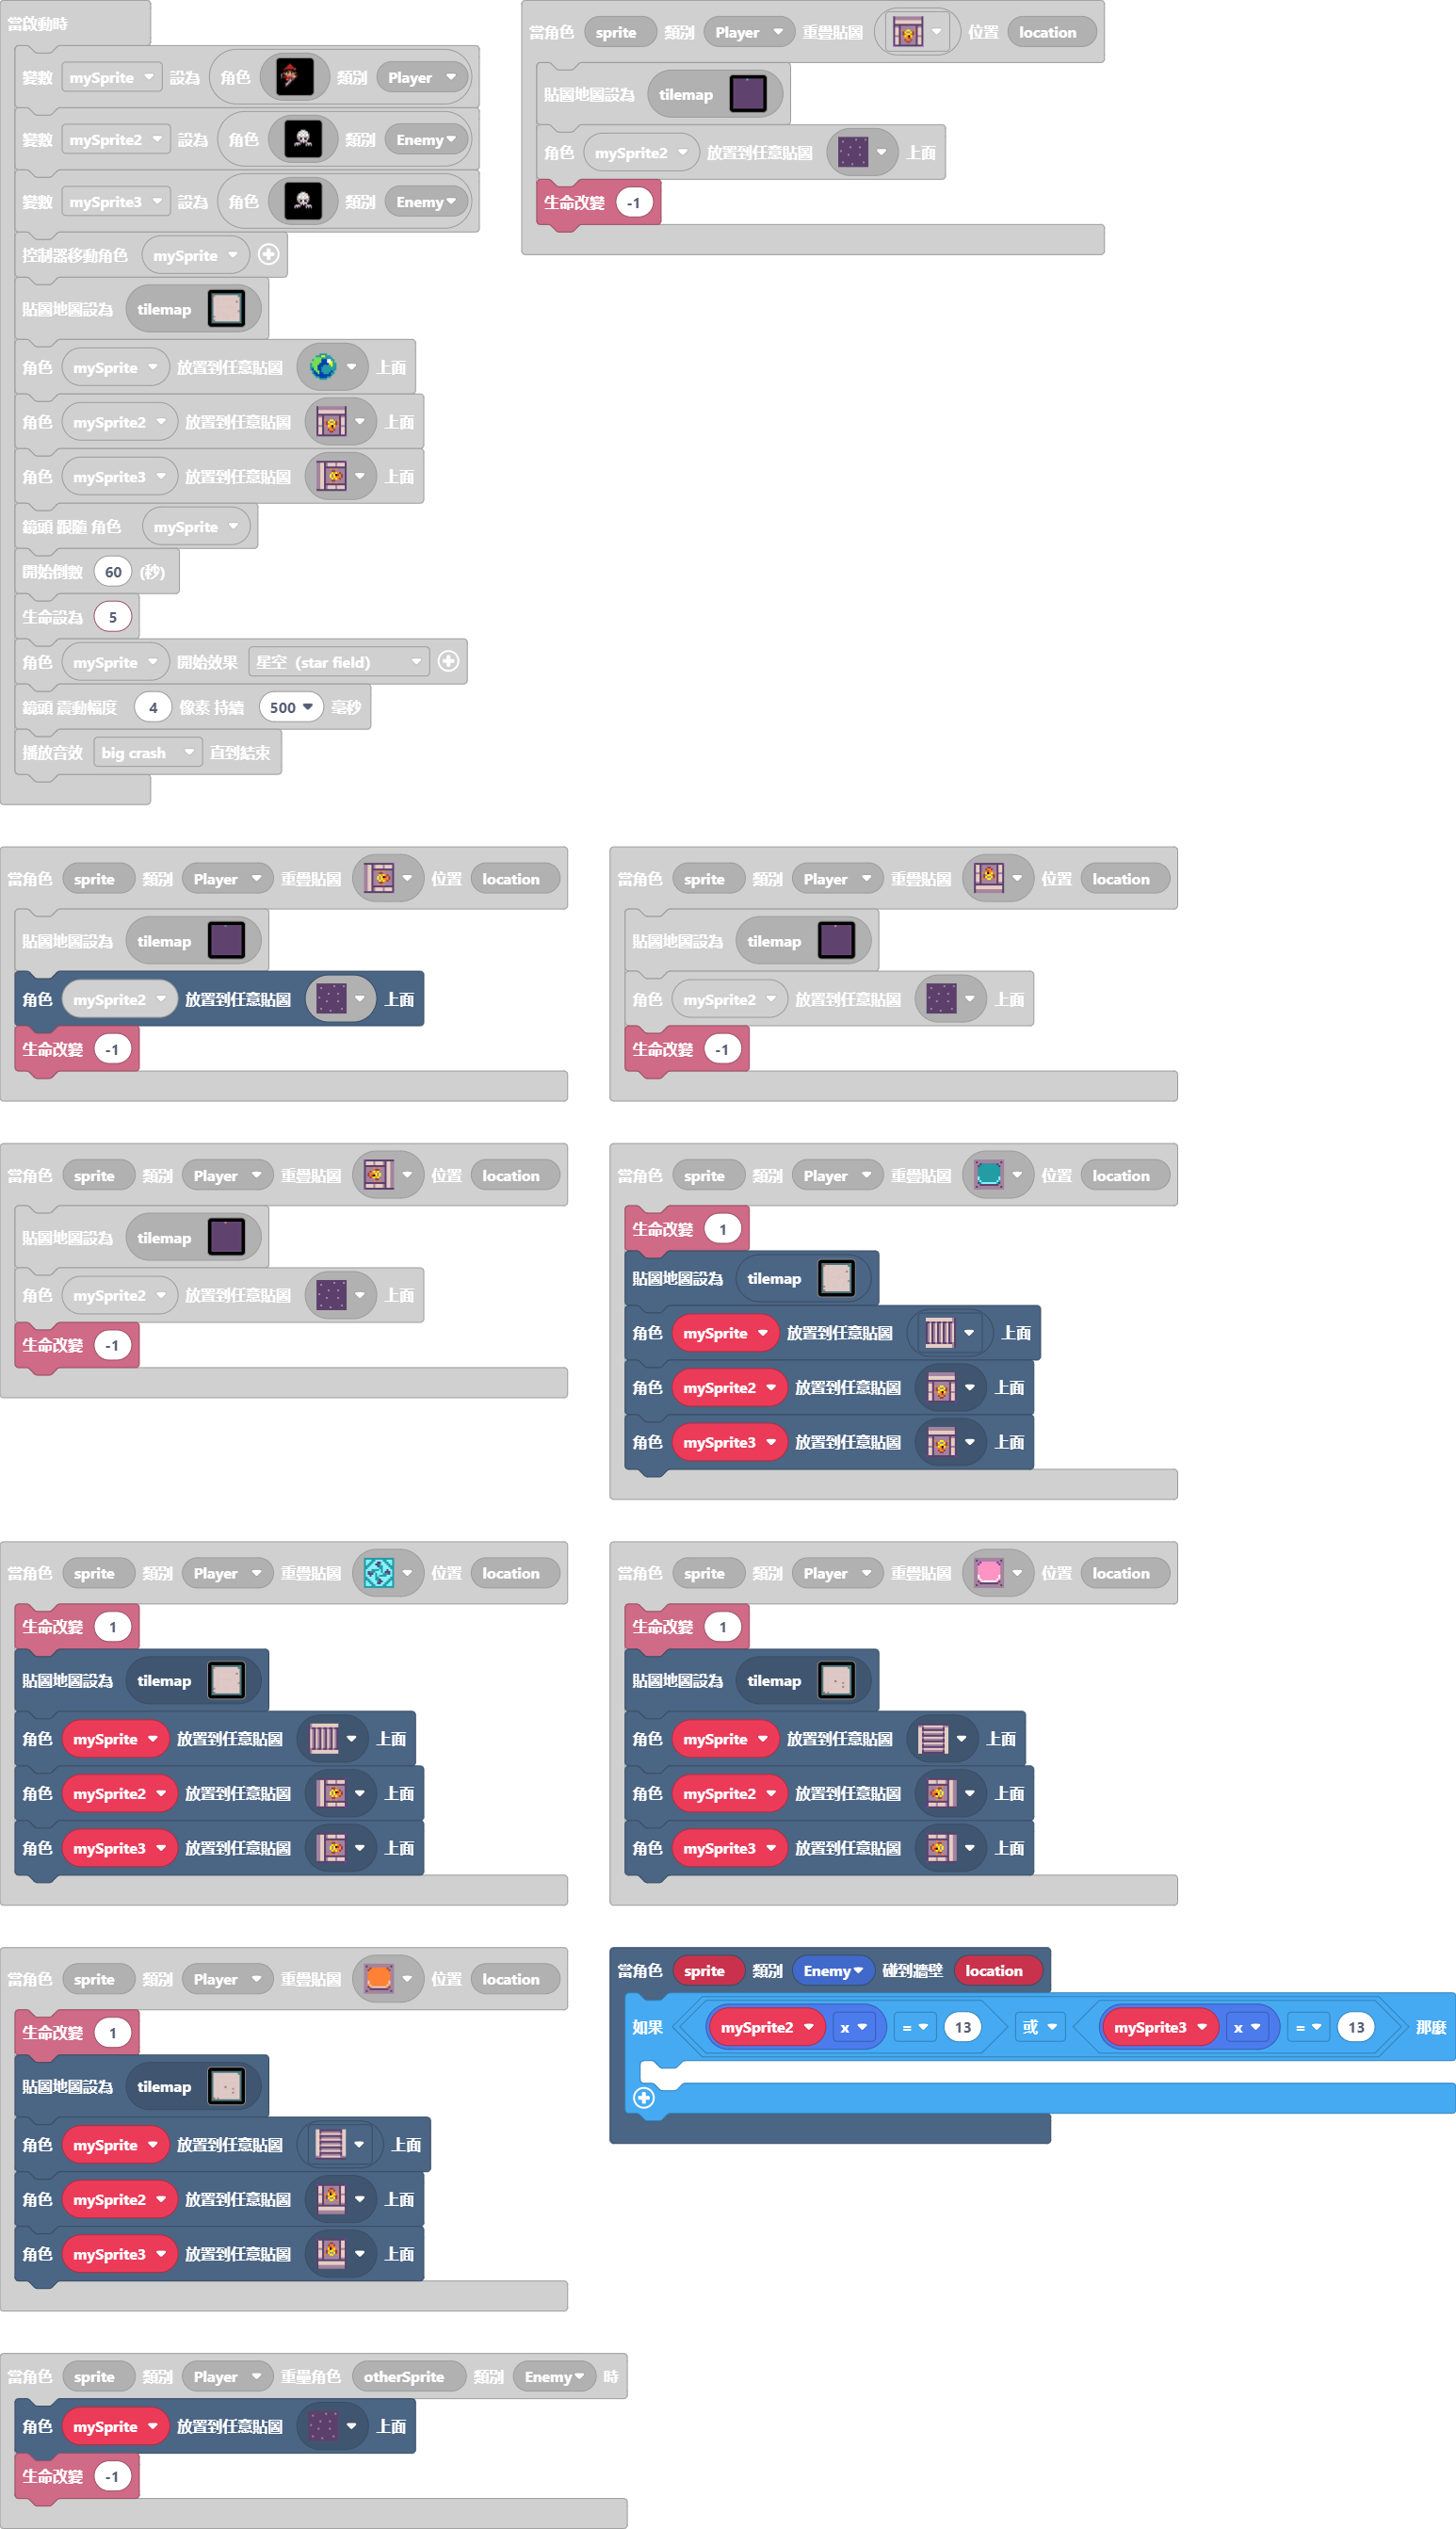 當啟動時
變數 mySprite 設為 角色 類別 Player
變數 mySprite2 設為 角色 類別 Enemy
變數 mySprite3 設為 角色 類別 Enemy
控制器移動角色 mySprite
貼圖地圖設為 tilemap
角色 mySprite 放置到任意貼圖 上面
角色 mySprite2 放置到任意貼圖 上面
角色 mySprite3 放置到任意貼圖 上面
鏡頭 跟隨 角色 mySprite
開始倒數 60 (秒)
生命設為 5
角色 mySprite 開始效果 星空 (star field)
鏡頭 震動幅度 4 像素 持續 500 毫秒
播放音效 big crash 直到結束
當角色 sprite 類別 Player 重疊貼圖 位置 location
貼圖地圖設為 tilemap
角色 mySprite2 放置到任意貼圖 上面
生命改變 -1
當角色 sprite 類別 Player 重疊貼圖 位置 location
貼圖地圖設為 tilemap
角色 mySprite2 放置到任意貼圖 上面
生命改變 -1
當角色 sprite 類別 Player 重疊貼圖 位置 location
貼圖地圖設為 tilemap
角色 mySprite2 放置到任意貼圖 上面
生命改變 -1
當角色 sprite 類別 Player 重疊貼圖 位置 location
貼圖地圖設為 tilemap
角色 mySprite2 放置到任意貼圖 上面
生命改變 -1
當角色 sprite 類別 Player 重疊貼圖 位置 location
生命改變 1
貼圖地圖設為 tilemap
角色 mySprite 放置到任意貼圖 上面
角色 mySprite2 放置到任意貼圖 上面
角色 mySprite3 放置到任意貼圖 上面
當角色 sprite 類別 Player 重疊貼圖 位置 location
生命改變 1
貼圖地圖設為 tilemap
角色 mySprite 放置到任意貼圖 上面
角色 mySprite2 放置到任意貼圖 上面
角色 mySprite3 放置到任意貼圖 上面
當角色 sprite 類別 Player 重疊貼圖 位置 location
生命改變 1
貼圖地圖設為 tilemap
角色 mySprite 放置到任意貼圖 上面
角色 mySprite2 放置到任意貼圖 上面
角色 mySprite3 放置到任意貼圖 上面
當角色 sprite 類別 Player 重疊貼圖 位置 location
生命改變 1
貼圖地圖設為 tilemap
角色 mySprite 放置到任意貼圖 上面
角色 mySprite2 放置到任意貼圖 上面
角色 mySprite3 放置到任意貼圖 上面
當角色 sprite 類別 Enemy 碰到牆壁 location
如果 mySprite2 x = 13 或 mySprite3 x = 13 那麼
當角色 sprite 類別 Player 重疊角色 otherSprite 類別 Enemy 時
角色 mySprite 放置到任意貼圖 上面
生命改變 -1